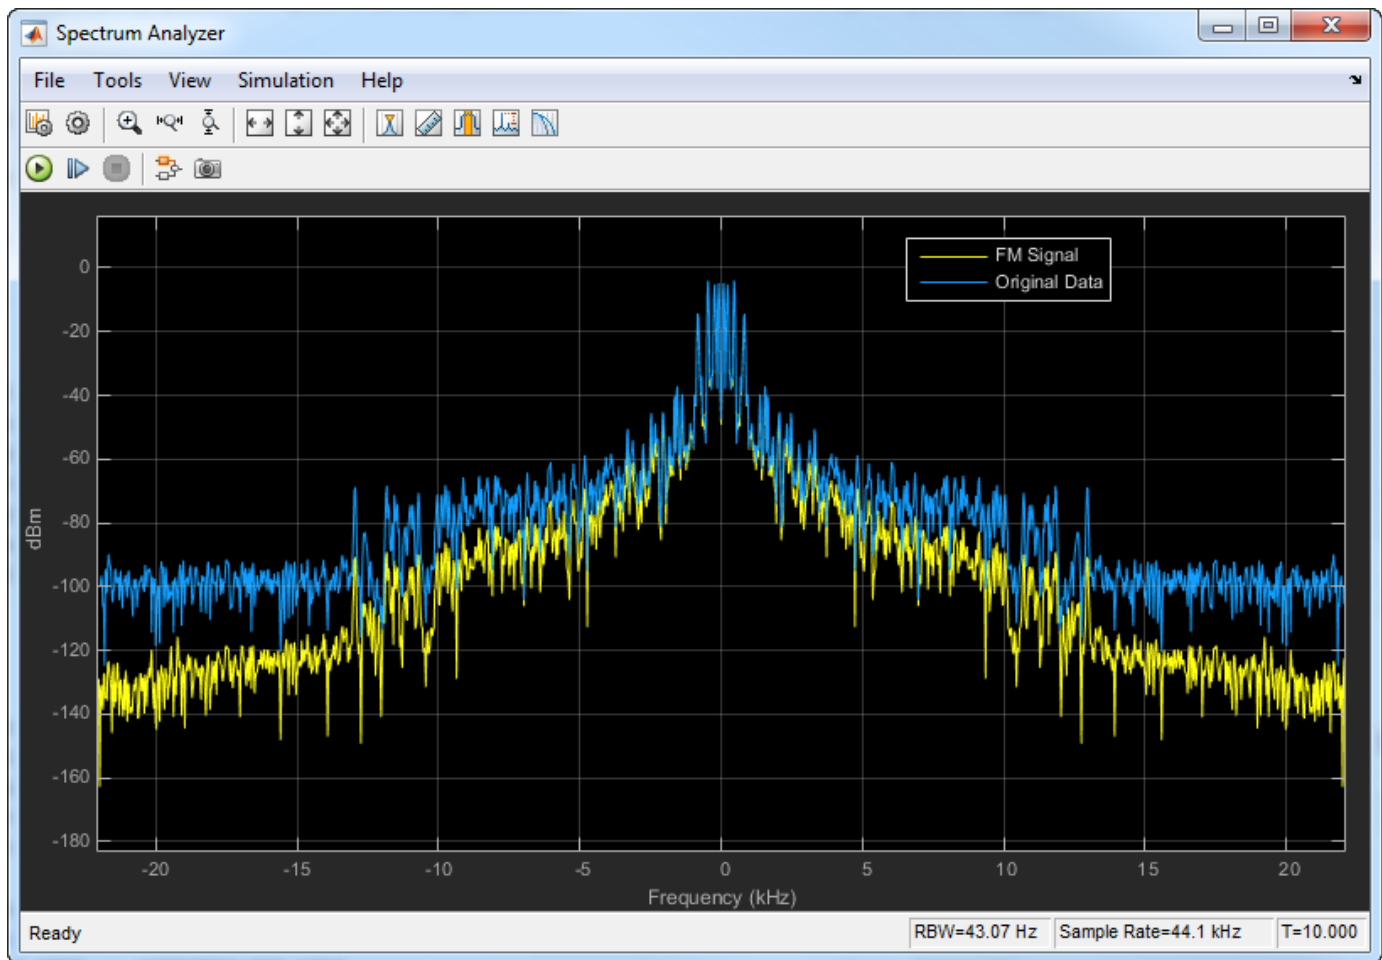 Spectrum Analyzer
File Tools View Simulation Help
FM Signal
Original Data
0
-20
-40
-60
-80
-100
-120
-140
-160
-180
dBm
-20 -15 -10 -5 0 5 10 15 20
Frequency (kHz)
Ready RBW=43.07 Hz Sample Rate=44.1 kHz T=10.000